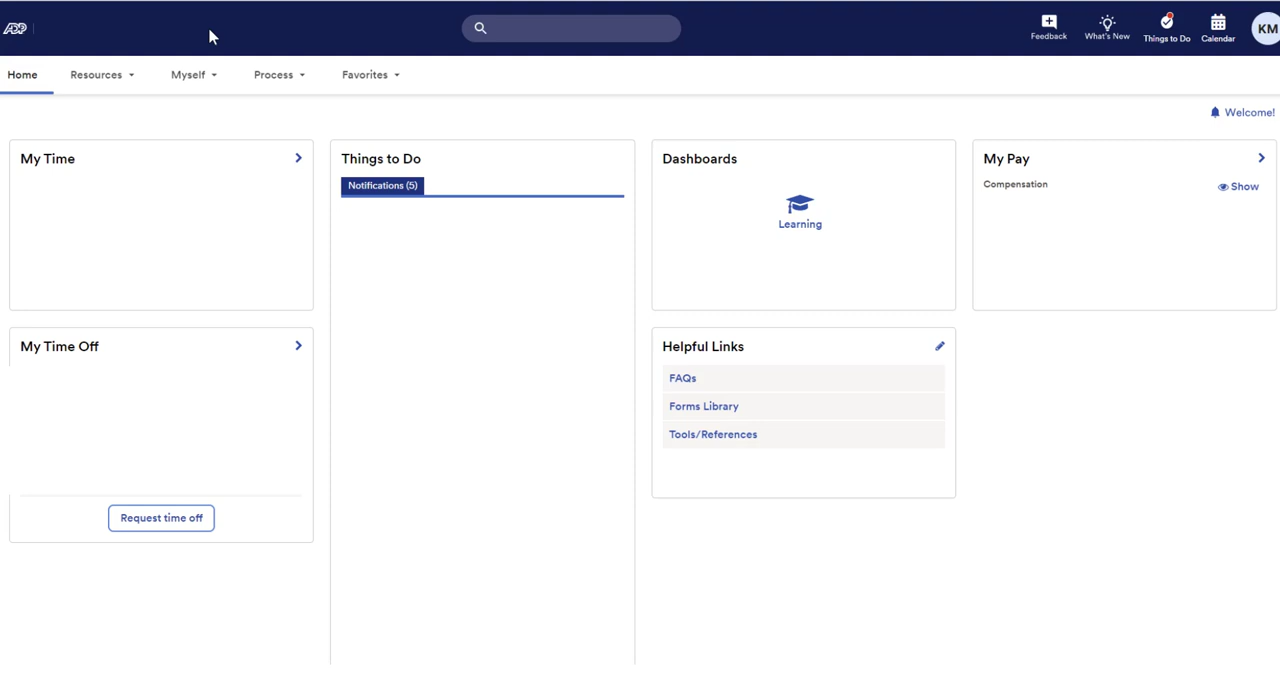 ADP
Feedback
What's New
Things to Do
Calendar
KM
Home
Resources
Myself
Process
Favorites
Welcome!
My Time
Things to Do
Notifications (5)
Dashboards
Learning
My Pay
Compensation
Show
My Time Off
Request time off
Helpful Links
FAQs
Forms Library
Tools/References